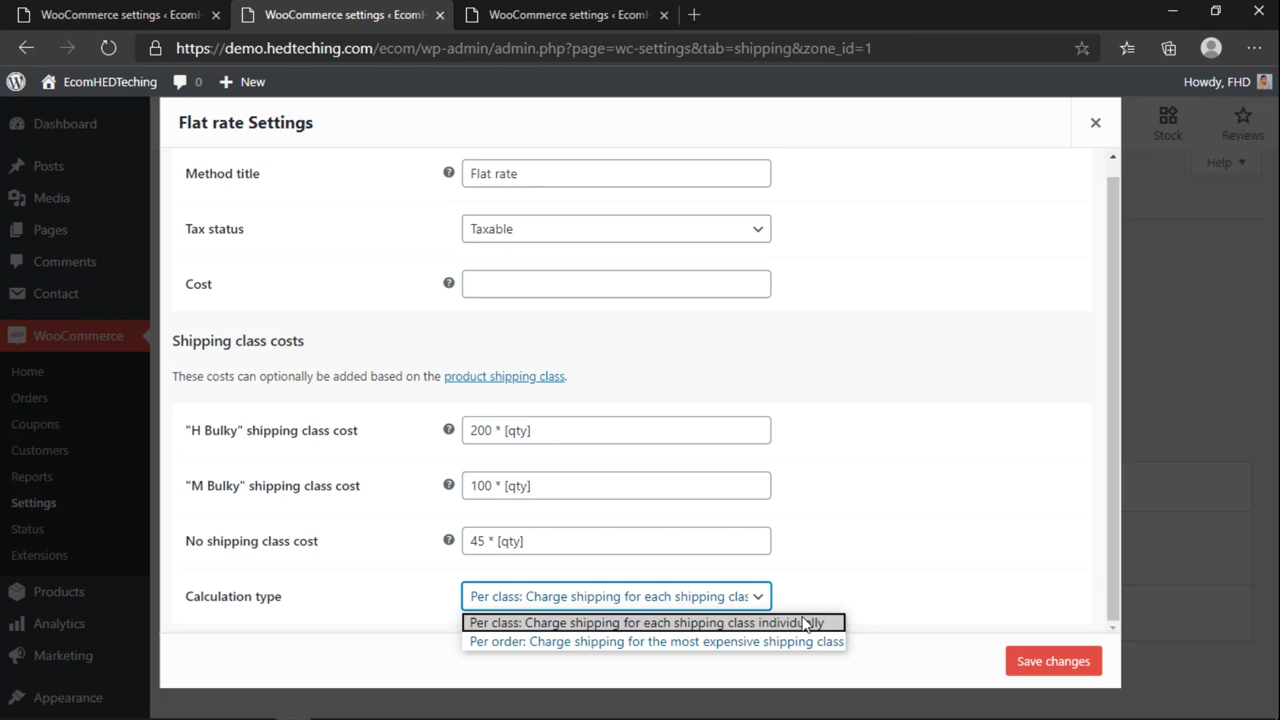 WooCommerce settings ‹ EcomH
WooCommerce settings ‹ EcomH
WooCommerce settings ‹ EcomH
https://demo.hedteching.com/ecom/wp-admin/admin.php?page=wc-settings&tab=shipping&zone_id=1
EcomHEDTeching
0
New
Howdy, FHD
Dashboard
Posts
Media
Pages
Comments
Contact
WooCommerce
Home
Orders
Coupons
Customers
Reports
Settings
Status
Extensions
Products
Analytics
Marketing
Appearance
Stock
Reviews
Help
Flat rate Settings
Method title
Flat rate
Tax status
Taxable
Cost
Shipping class costs
These costs can optionally be added based on the product shipping class.
"H Bulky" shipping class cost
200 * [qty]
"M Bulky" shipping class cost
100 * [qty]
No shipping class cost
45 * [qty]
Calculation type
Per class: Charge shipping for each shipping clas
Per class: Charge shipping for each shipping class individually
Per order: Charge shipping for the most expensive shipping class
Save changes